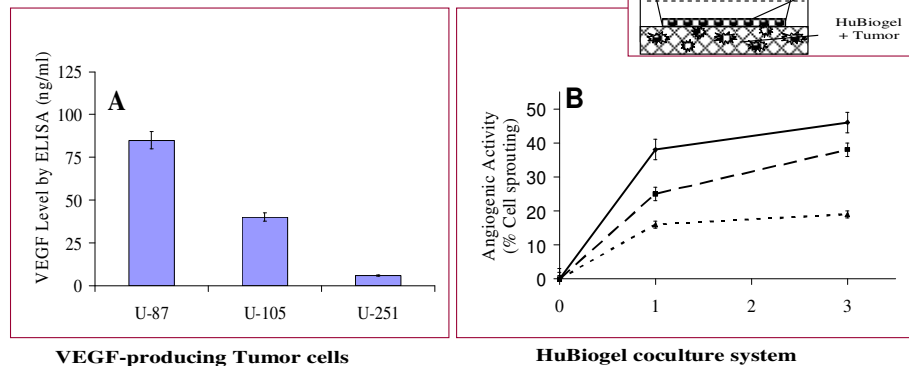 HuBiogel
+ Tumor
A
VEGF Level by ELISA (ng/ml)
125
100
75
50
25
0
U-87 U-105 U-251
VEGF-producing Tumor cells
B
Angiogenic Activity
(% Cell sprouting)
50
40
30
20
10
0
0 1 2 3
HuBiogel coculture system